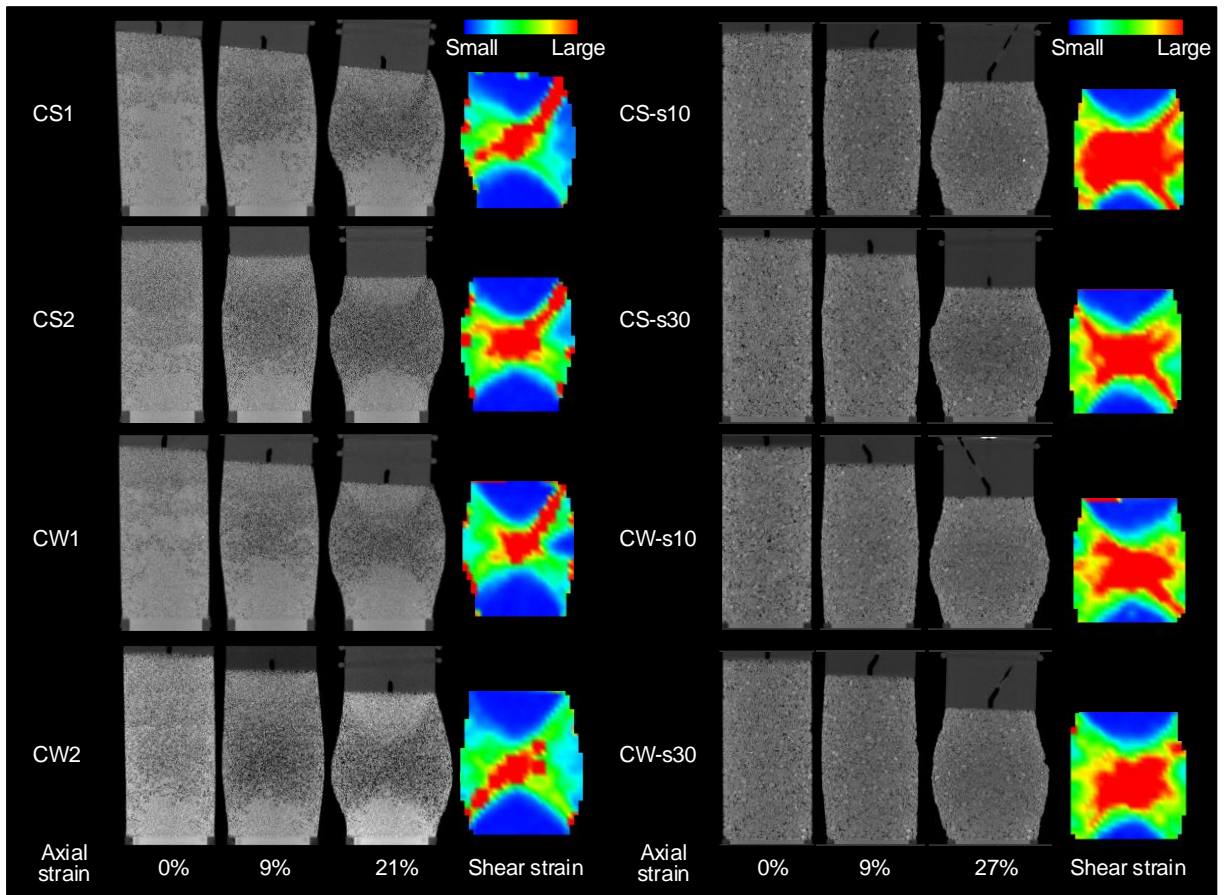 Small Large
Small Large
CS1
CS-s10
CS2
CS-s30
CW1
CW-s10
CW2
CW-s30
Axial
strain
0% 9% 21% Shear strain
Axial
strain
0% 9% 27% Shear strain